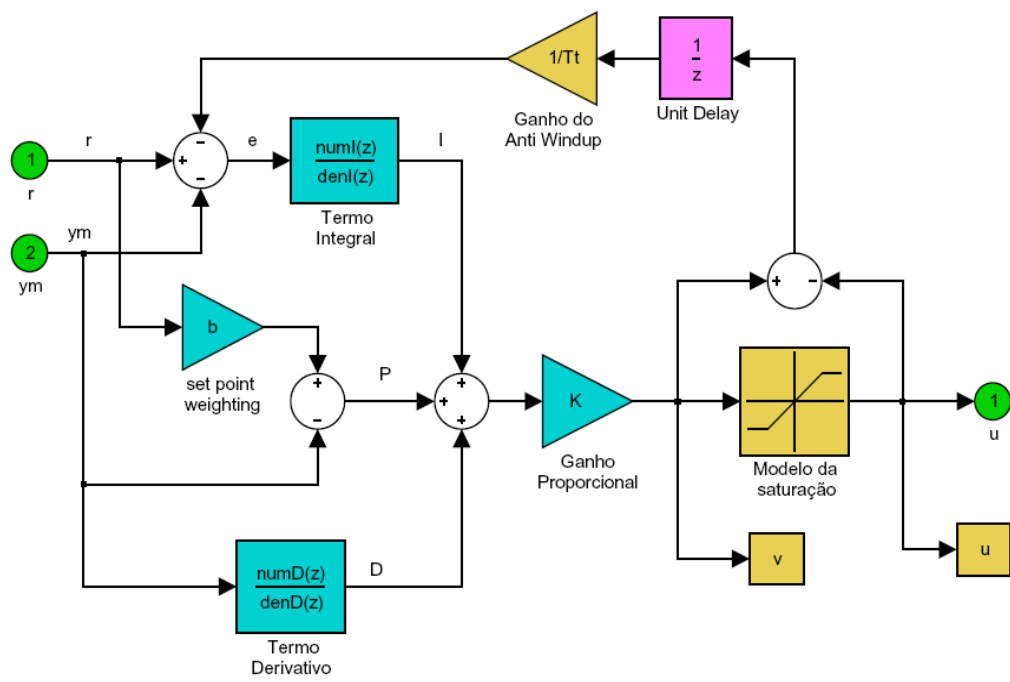 1/Tt
1
z
Ganho do
Anti Windup
Unit Delay
r
1
r
-
+
-
e
numI(z)
denI(z)
I
Termo
Integral
ym
2
ym
+
-
b
set point
weighting
+
-
P
+
+
+
K
Ganho
Proporcional
Modelo da
saturação
1
u
v
u
numD(z)
denD(z)
D
Termo
Derivativo